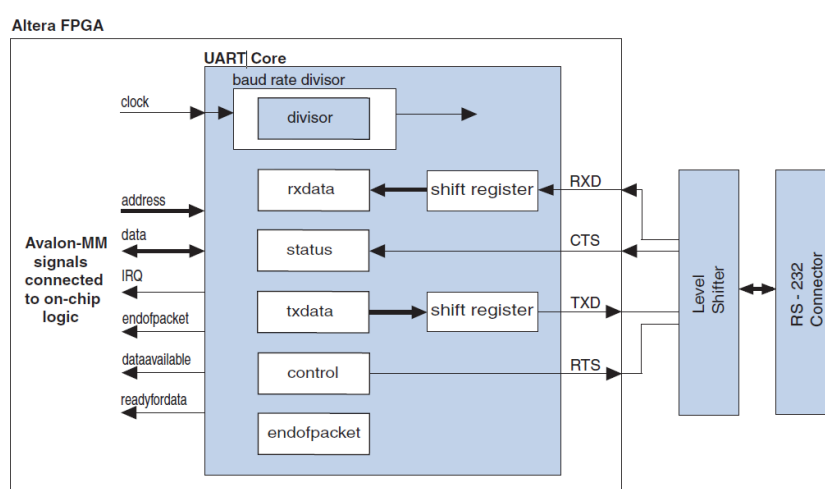 Altera FPGA
UART Core
baud rate divisor
clock
divisor
address
rxdata
shift register
RXD
data
status
CTS
Avalon-MM
signals
connected
to on-chip
logic
IRQ
txdata
shift register
TXD
endofpacket
dataavailable
control
RTS
readyfordata
endofpacket
Level
Shifter
RS - 232
Connector